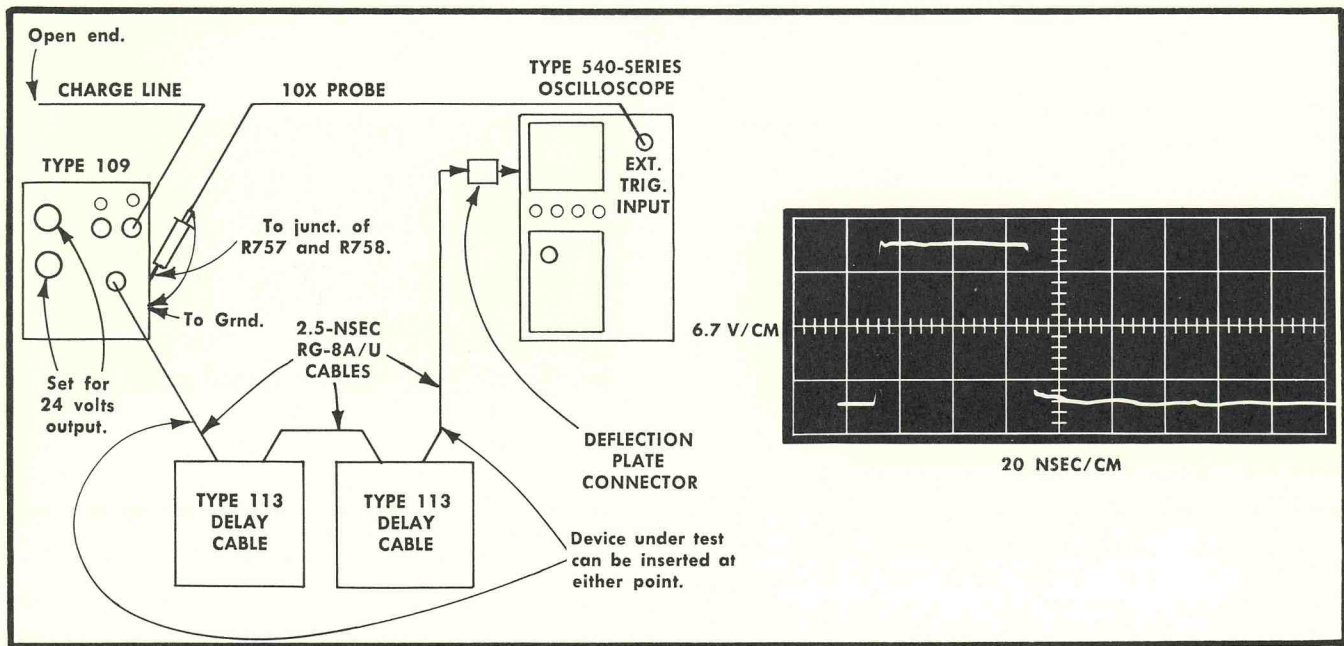 Open end.
CHARGE LINE
10X PROBE
TYPE 540-SERIES
OSCILLOSCOPE
TYPE 109
EXT.
TRIG.
INPUT
To junct. of
R757 and R758.
To Grnd.
Set for
24 volts
output.
2.5-NSEC
RG-8A/U
CABLES
DEFLECTION
PLATE
CONNECTOR
TYPE 113
DELAY
CABLE
TYPE 113
DELAY
CABLE
Device under test
can be inserted at
either point.
6.7 V/CM
20 NSEC/CM